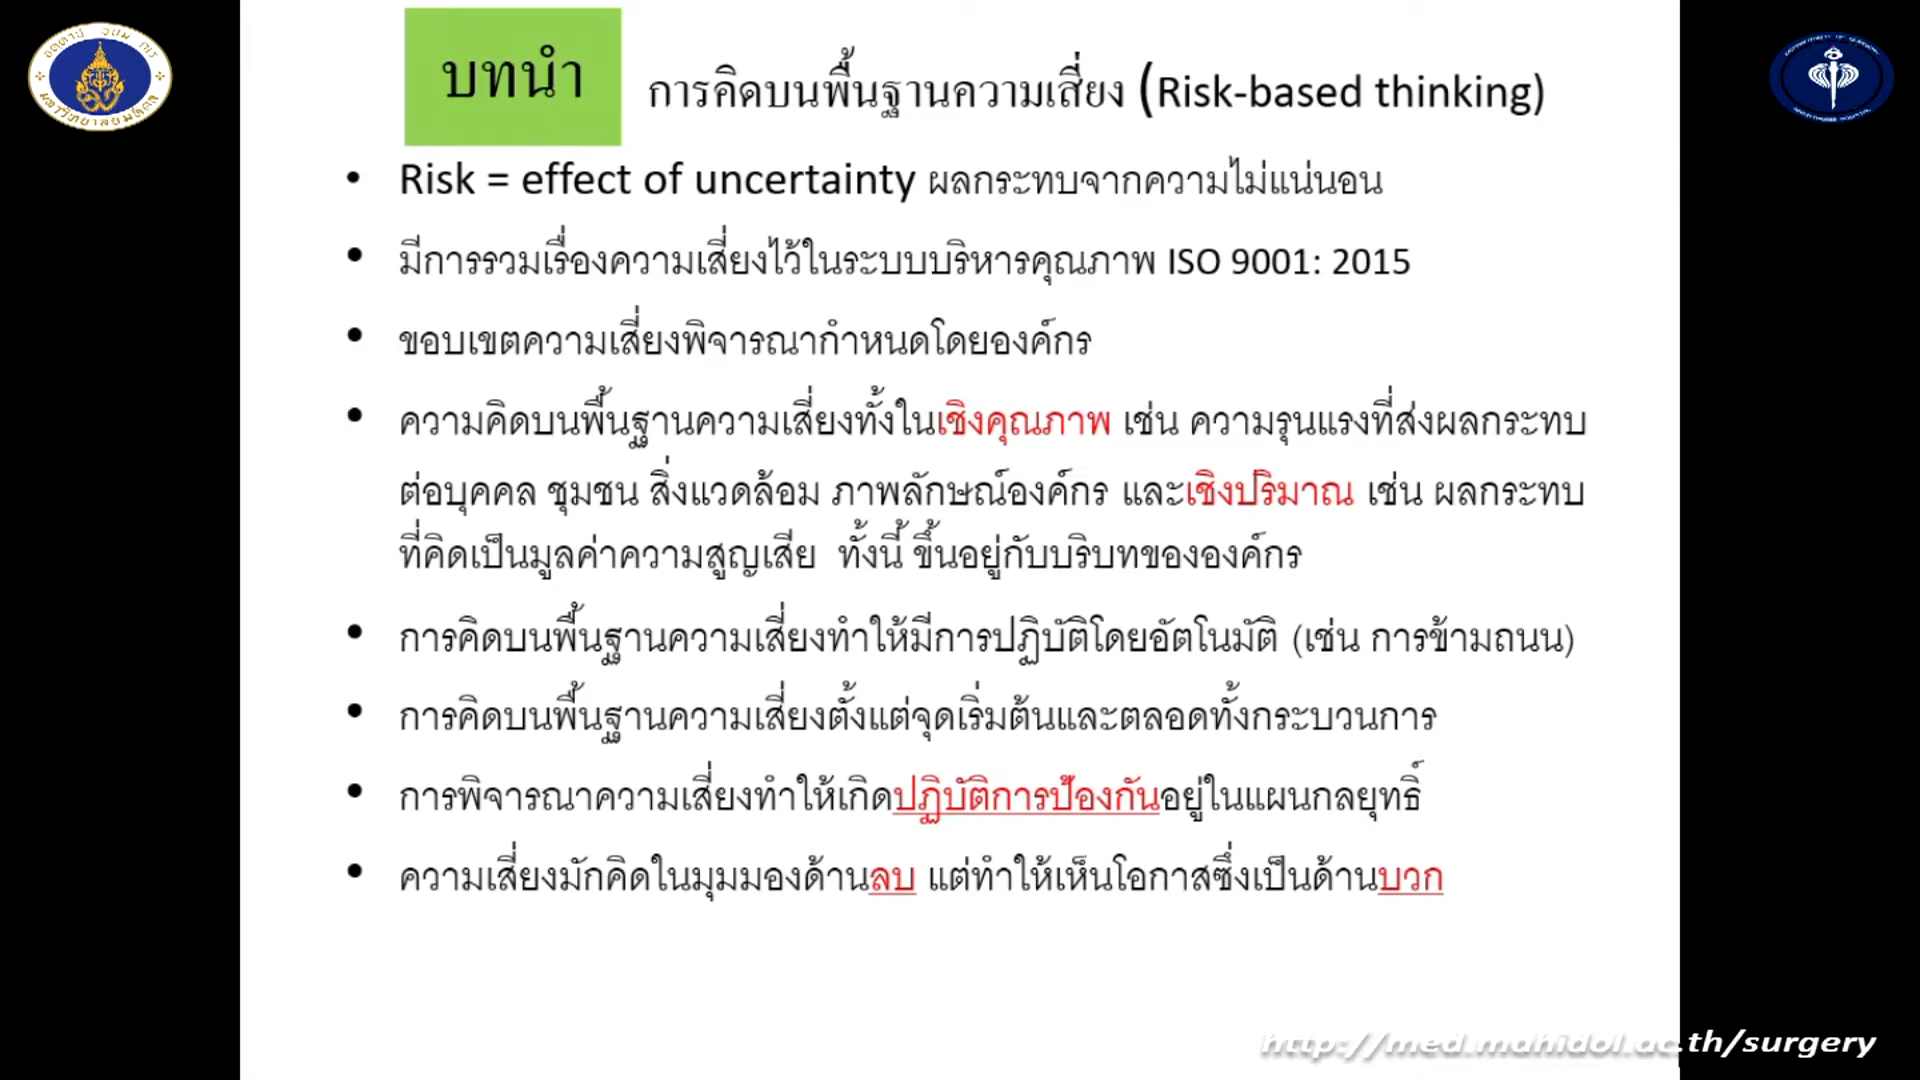 บทนำ
การคิดบนพื้นฐานความเสี่ยง (Risk-based thinking)
• Risk = effect of uncertainty ผลกระทบจากความไม่แน่นอน
• มีการรวมเรื่องความเสี่ยงไว้ในระบบบริหารคุณภาพ ISO 9001: 2015
• ขอบเขตความเสี่ยงพิจารณากำหนดโดยองค์กร
• ความคิดบนพื้นฐานความเสี่ยงทั้งในเชิงคุณภาพ เช่น ความรุนแรงที่ส่งผลกระทบ
ต่อบุคคล ชุมชน สิ่งแวดล้อม ภาพลักษณ์องค์กร และเชิงปริมาณ เช่น ผลกระทบ
ที่คิดเป็นมูลค่าความสูญเสีย ทั้งนี้ ขึ้นอยู่กับบริบทขององค์กร
• การคิดบนพื้นฐานความเสี่ยงทำให้มีการปฏิบัติโดยอัตโนมัติ (เช่น การข้ามถนน)
• การคิดบนพื้นฐานความเสี่ยงตั้งแต่จุดเริ่มต้นและตลอดทั้งกระบวนการ
• การพิจารณาความเสี่ยงทำให้เกิดปฏิบัติการป้องกันอยู่ในแผนกลยุทธิ์
• ความเสี่ยงมักคิดในมุมมองด้านลบ แต่ทำให้เห็นโอกาสซึ่งเป็นด้านบวก
http://med.mahidol.ac.th/surgery